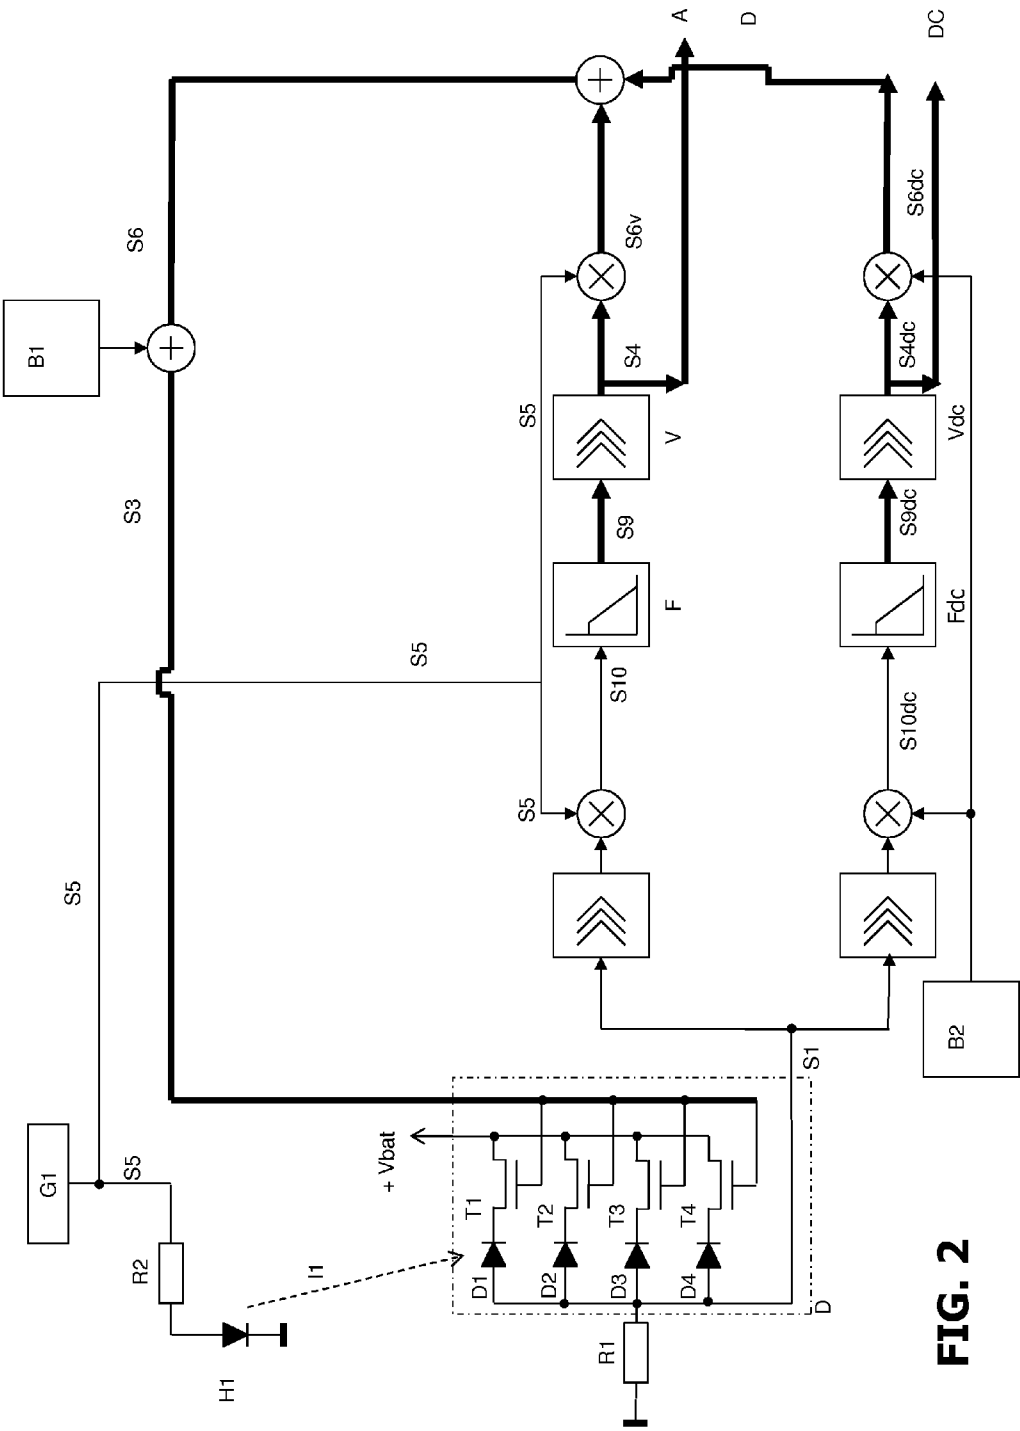 A
D
DC
S6
S6v
S6dc
B1
S5
S4
S4dc
V
Vdc
S3
S9
S9dc
F
Fdc
S5
S10
S10dc
S5
S5
B2
S1
G1
S5
+ Vbat
T1
T2
T3
T4
R2
I1
D1
D2
D3
D4
D
R1
H1
FIG. 2